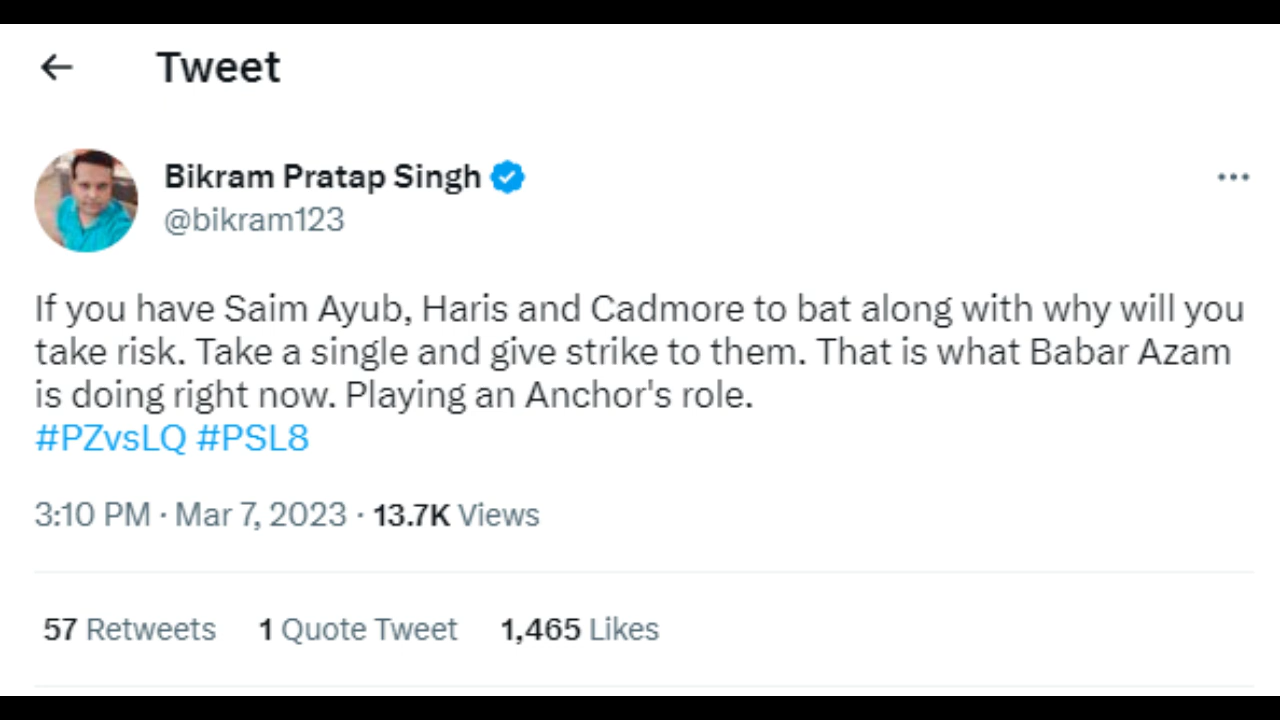 Tweet
Bikram Pratap Singh
@bikram123
If you have Saim Ayub, Haris and Cadmore to bat along with why will you
take risk. Take a single and give strike to them. That is what Babar Azam
is doing right now. Playing an Anchor's role.
#PZvsLQ #PSL8
3:10 PM · Mar 7, 2023 · 13.7K Views
57 Retweets 1 Quote Tweet 1,465 Likes